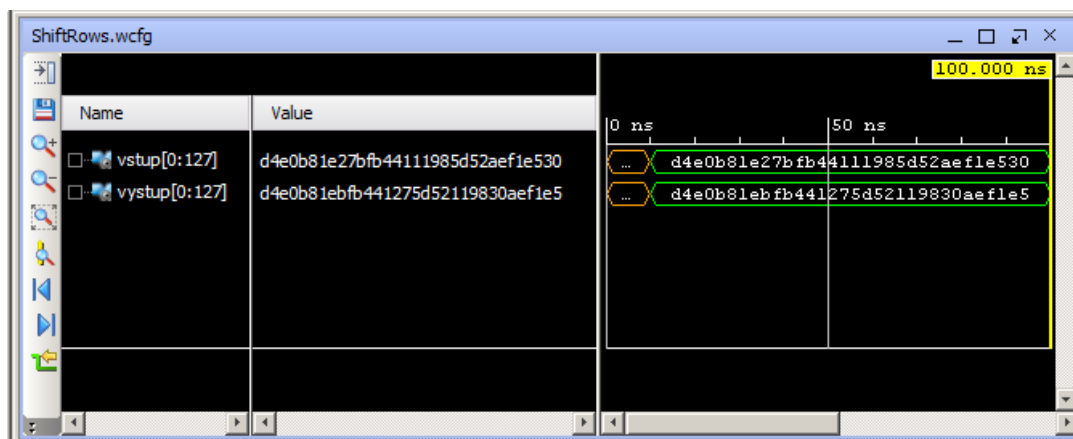 ShiftRows.wcfg
100.000 ns
Name Value
0 ns 50 ns
vstup[0:127] d4e0b81e27bfb44111985d52aef1e530 ... d4e0b81e27bfb44111985d52aef1e530
vystup[0:127] d4e0b81ebfb441275d52119830aef1e5 ... d4e0b81ebfb441275d52119830aef1e5